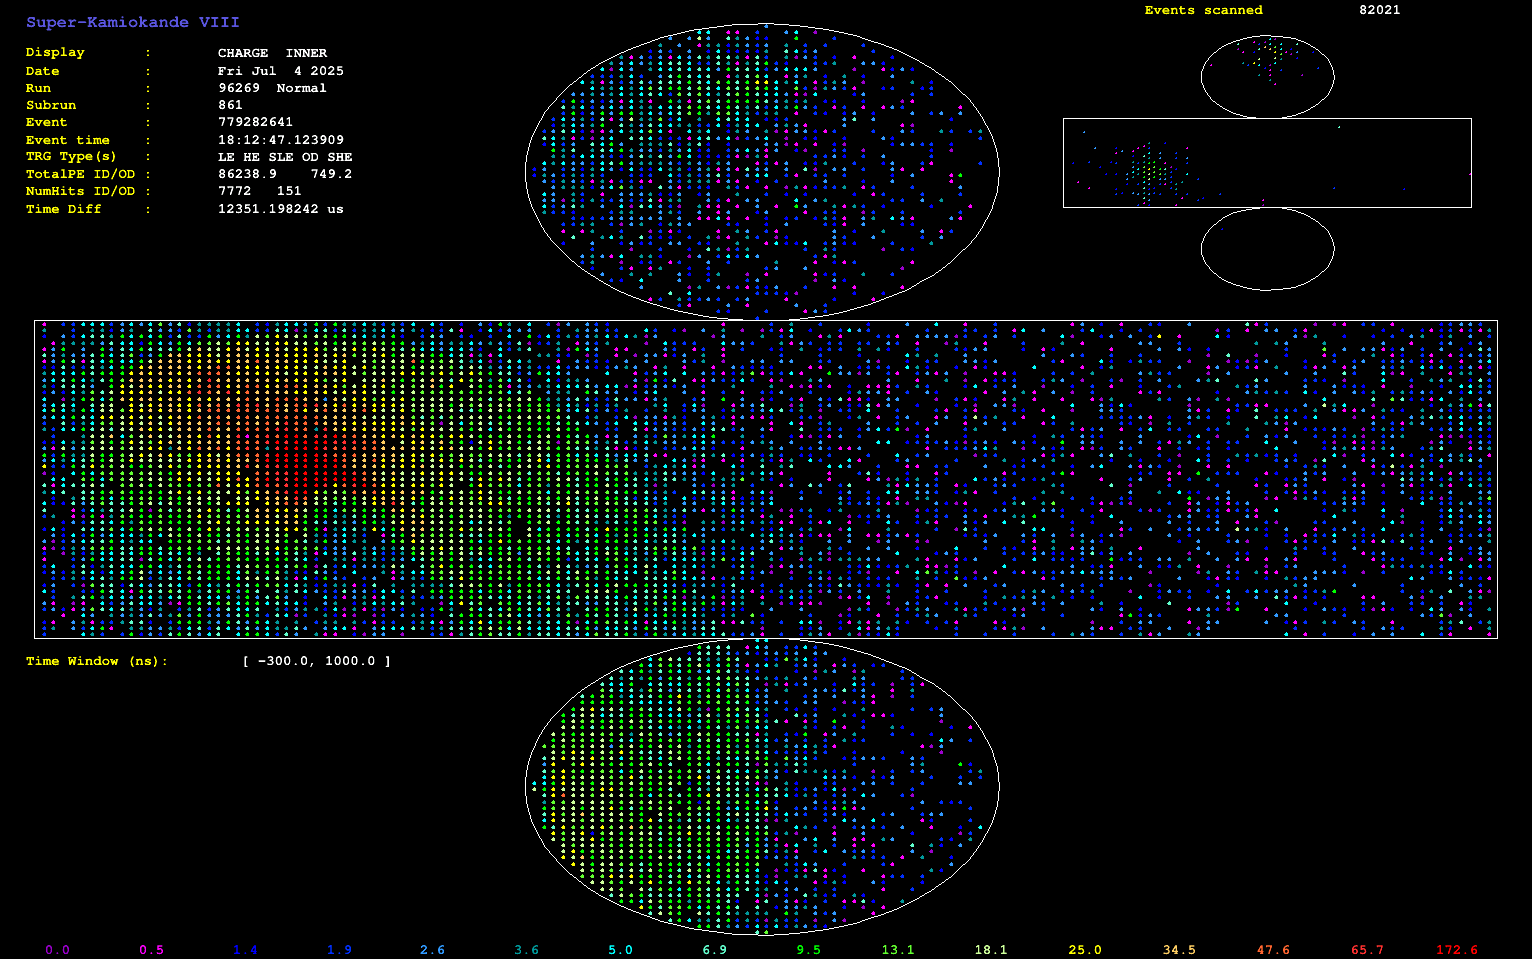 Super-Kamiokande VIII
Events scanned 82021
Display : CHARGE INNER
Date : Fri Jul 4 2025
Run : 96269 Normal
Subrun : 861
Event : 779282641
Event time : 18:12:47.123909
TRG Type(s) : LE HE SLE OD SHE
TotalPE ID/OD : 86238.9 749.2
NumHits ID/OD : 7772 151
Time Diff : 12351.198242 us
Time Window (ns): [ -300.0, 1000.0 ]
0.0 0.5 1.4 1.9 2.6 3.6 5.0 6.9 9.5 13.1 18.1 25.0 34.5 47.6 65.7 172.6